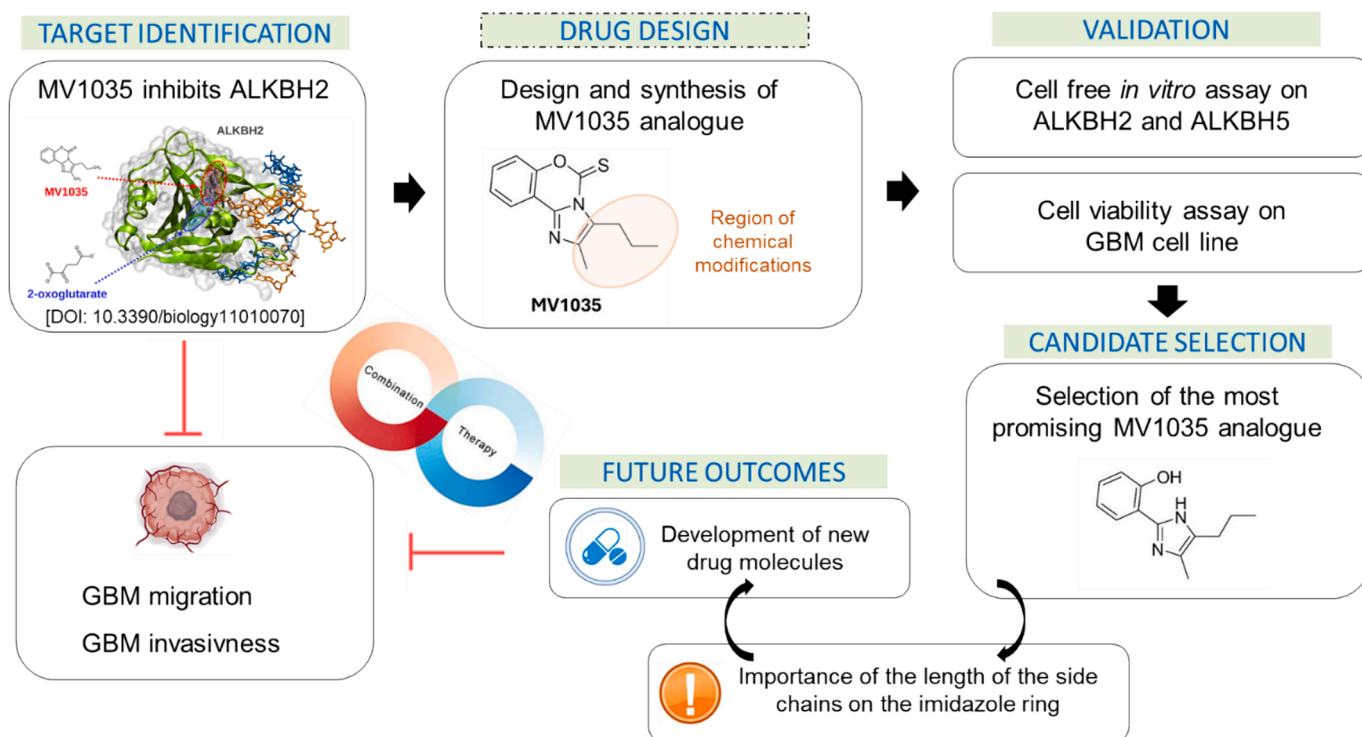 TARGET IDENTIFICATION
MV1035 inhibits ALKBH2
ALKBH2
MV1035
2-oxoglutarate
[DOI: 10.3390/biology11010070]
DRUG DESIGN
Design and synthesis of
MV1035 analogue
O
S
N
N
Region of
chemical
modifications
MV1035
VALIDATION
Cell free in vitro assay on
ALKBH2 and ALKBH5
Cell viability assay on
GBM cell line
CANDIDATE SELECTION
Selection of the most
promising MV1035 analogue
OH
H
N
N
Combination
Therapy
GBM migration
GBM invasivness
FUTURE OUTCOMES
Development of new
drug molecules
Importance of the length of the side
chains on the imidazole ring